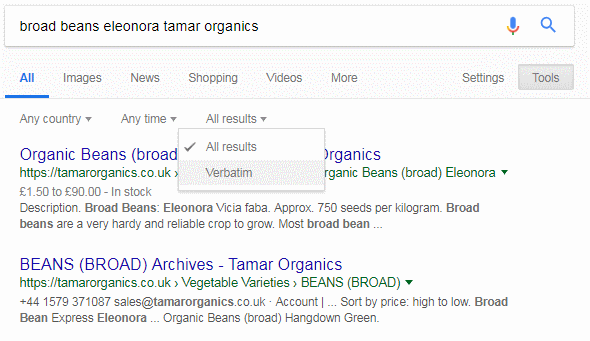 broad beans eleonora tamar organics
All Images News Shopping Videos More Settings Tools
Any country Any time All results
All results
Verbatim
Organic Beans (broad Organics
https://tamarorganics.co.uk › rganic Beans (broad) Eleonora
£1.50 to £90.00 - In stock
Description. Broad Beans: Eleonora Vicia faba. Approx. 750 seeds per kilogram. Broad
beans are a very hardy and reliable crop to grow. Most broad bean ...
BEANS (BROAD) Archives - Tamar Organics
https://tamarorganics.co.uk › Vegetable Varieties › BEANS (BROAD)
+44 1579 371087 sales@tamarorganics.co.uk · Account | ... Sort by price: high to low. Broad
Bean Express Eleonora ... Organic Beans (broad) Hangdown Green.